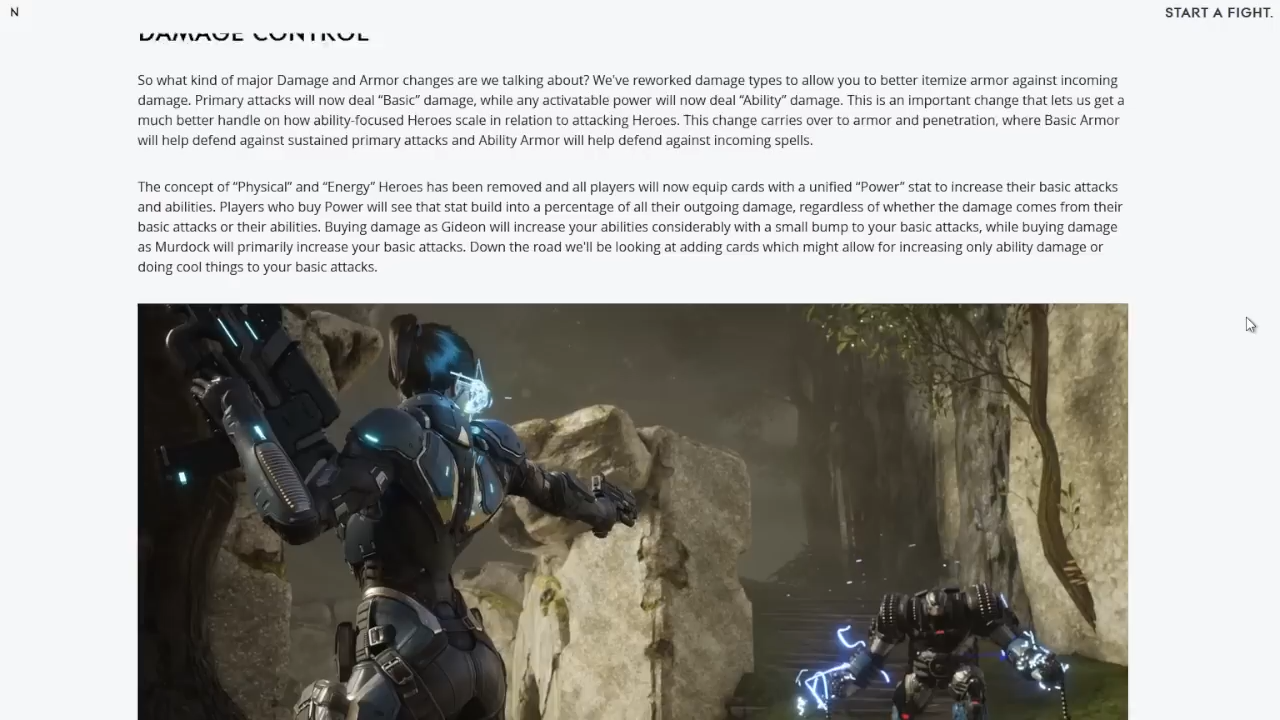 N
START A FIGHT.
DAMAGE CONTROL
So what kind of major Damage and Armor changes are we talking about? We've reworked damage types to allow you to better itemize armor against incoming
damage. Primary attacks will now deal “Basic” damage, while any activatable power will now deal “Ability” damage. This is an important change that lets us get a
much better handle on how ability-focused Heroes scale in relation to attacking Heroes. This change carries over to armor and penetration, where Basic Armor
will help defend against sustained primary attacks and Ability Armor will help defend against incoming spells.
The concept of “Physical” and “Energy” Heroes has been removed and all players will now equip cards with a unified “Power” stat to increase their basic attacks
and abilities. Players who buy Power will see that stat build into a percentage of all their outgoing damage, regardless of whether the damage comes from their
basic attacks or their abilities. Buying damage as Gideon will increase your abilities considerably with a small bump to your basic attacks, while buying damage
as Murdock will primarily increase your basic attacks. Down the road we'll be looking at adding cards which might allow for increasing only ability damage or
doing cool things to your basic attacks.